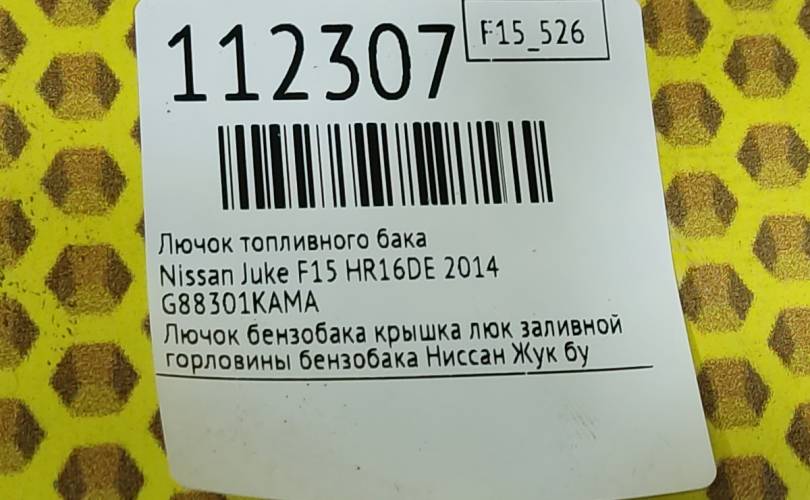 112307
F15_526
Лючок топливного бака
Nissan Juke F15 HR16DE 2014
G88301KAMA
Лючок бензобака крышка люк заливной
горловины бензобака Ниссан Жук бу